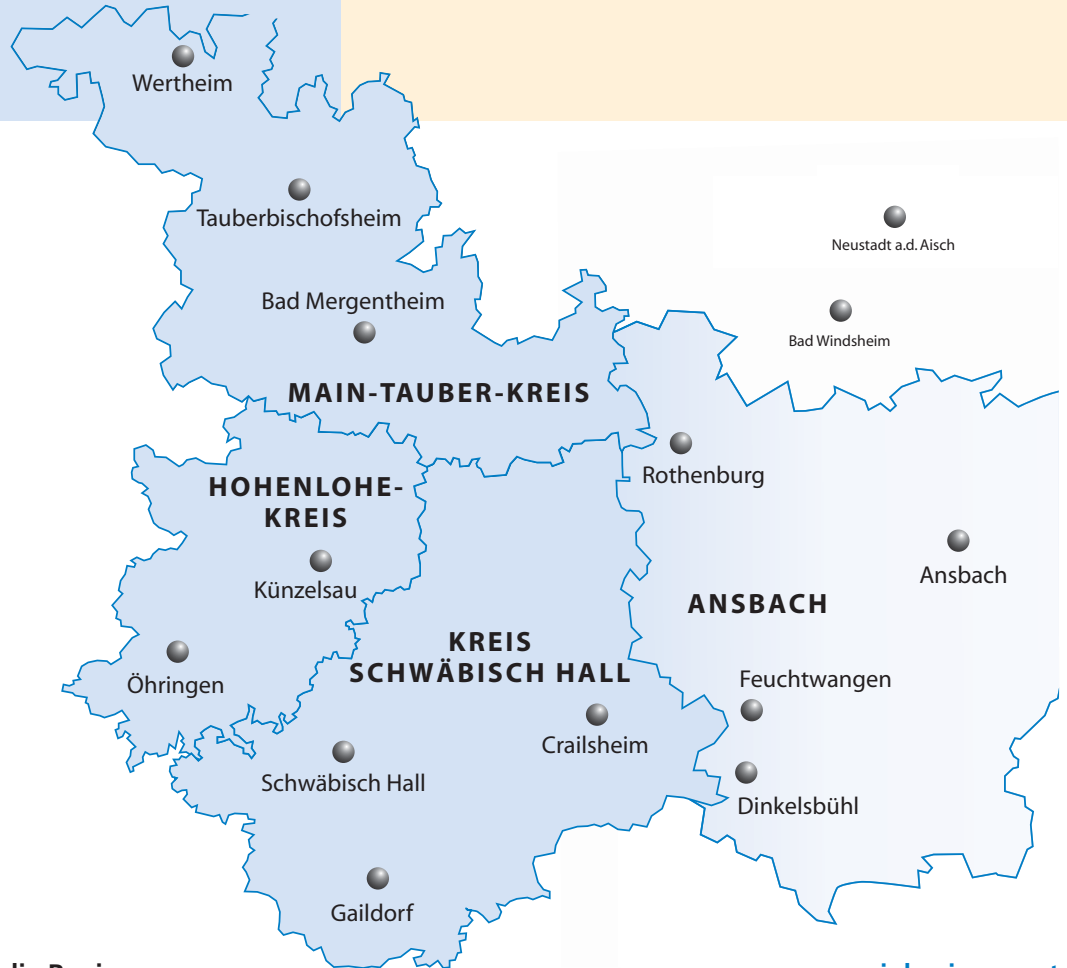 Wertheim
Tauberbischofsheim
Neustadt a.d. Aisch
Bad Mergentheim
Bad Windsheim
MAIN-TAUBER-KREIS
Rothenburg
HOHENLOHE-
KREIS
Künzelsau
Ansbach
ANSBACH
KREIS
SCHWÄBISCH HALL
Öhringen
Feuchtwangen
Crailsheim
Schwäbisch Hall
Dinkelsbühl
Gaildorf